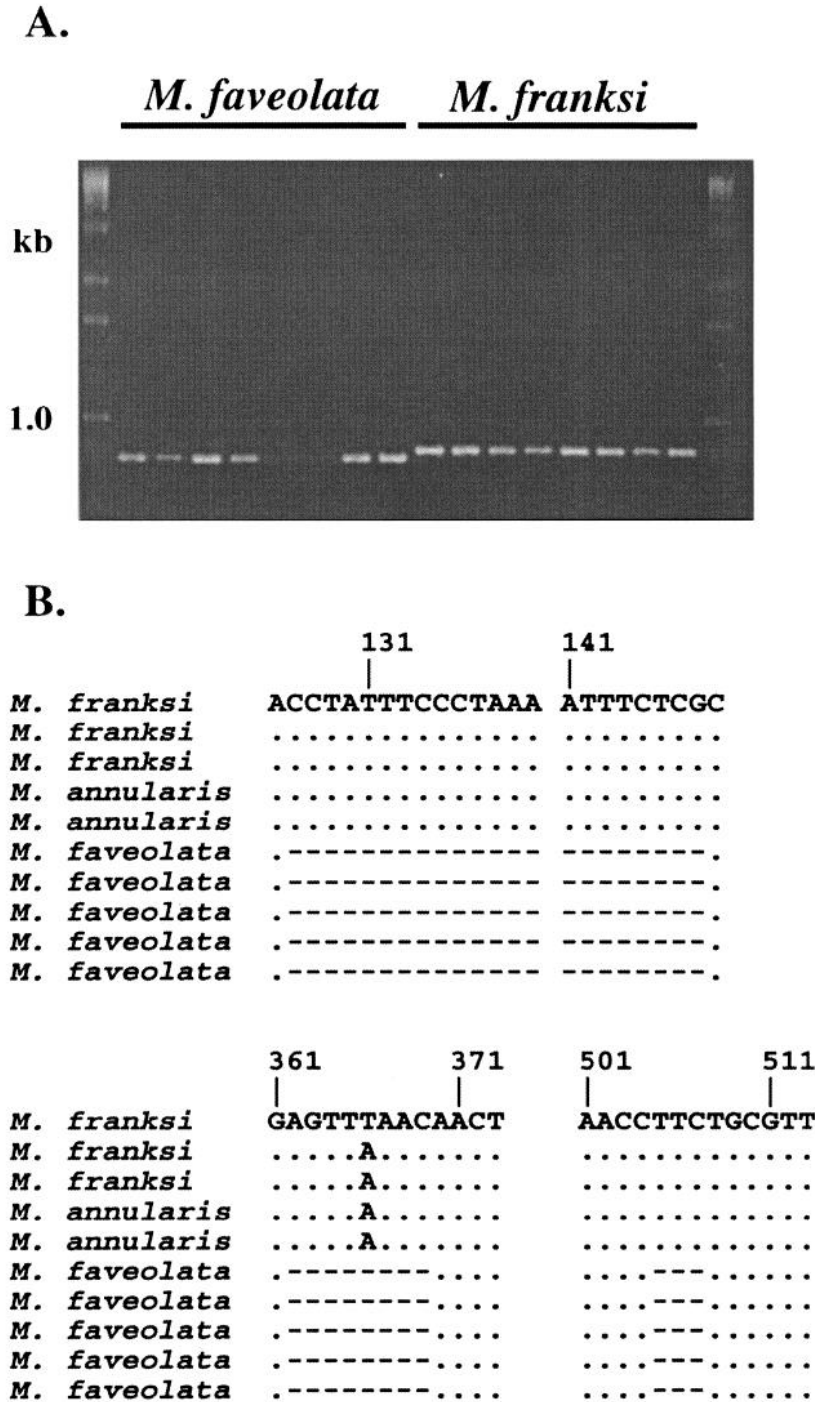 A.
M. faveolata M. franksi
kb
1.0
B.
131 141
M. franksi ACCTATTTCCCTAAA ATTTCTCGC
M. franksi ............... .........
M. franksi ............... .........
M. annularis ............... .........
M. annularis ............... .........
M. faveolata .-------------- --------.
M. faveolata .-------------- --------.
M. faveolata .-------------- --------.
M. faveolata .-------------- --------.
M. faveolata .-------------- --------.
361 371 501 511
M. franksi GAGTTTAACAACT AACCTTCTGCGTT
M. franksi .....A....... .............
M. franksi .....A....... .............
M. annularis .....A....... .............
M. annularis .....A....... .............
M. faveolata .--------.... ....---......
M. faveolata .--------.... ....---......
M. faveolata .--------.... ....---......
M. faveolata .--------.... ....---......
M. faveolata .--------.... ....---......